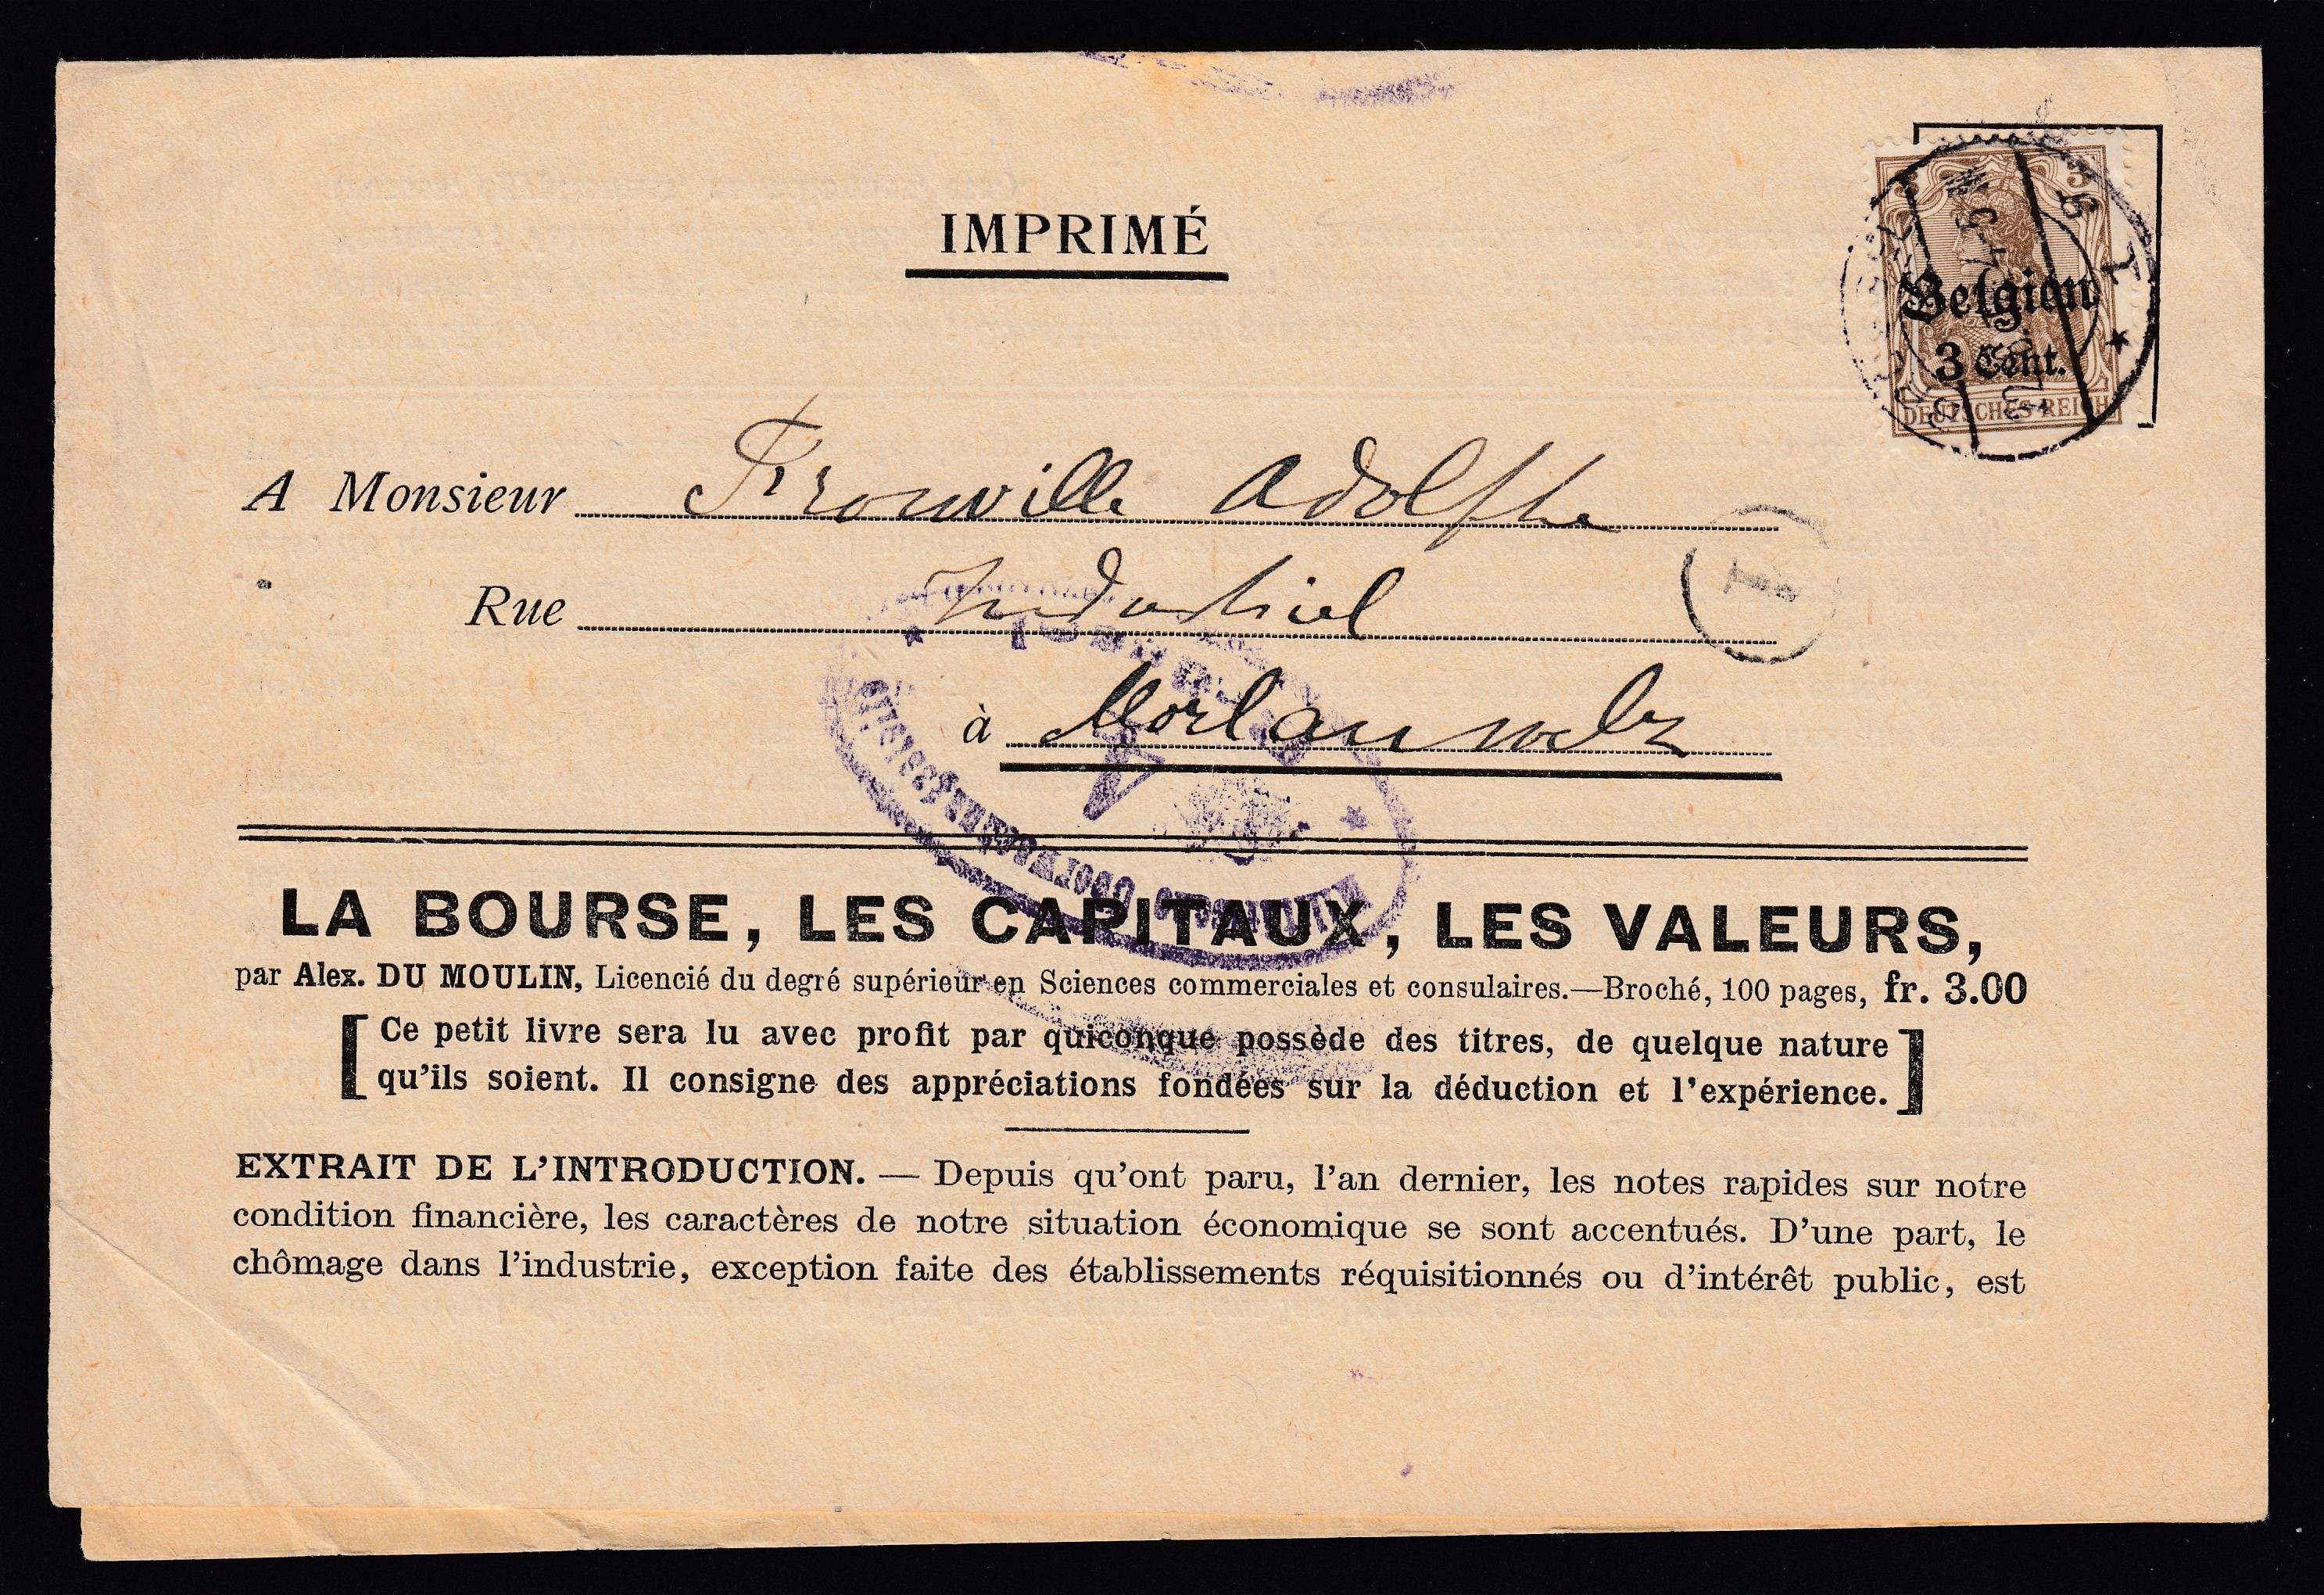 IMPRIMÉ
3
Belgien
3 Cent.
DEUTSCHES REICH
A Monsieur Fronville Adolphe
Rue Industriel
à Morlanwelz
LA BOURSE, LES CAPITAUX, LES VALEURS,
par Alex. DU MOULIN, Licencié du degré supérieur en Sciences commerciales et consulaires.—Broché, 100 pages, fr. 3.00
[Ce petit livre sera lu avec profit par quiconque possède des titres, de quelque nature
qu'ils soient. Il consigne des appréciations fondées sur la déduction et l'expérience.]
EXTRAIT DE L'INTRODUCTION. — Depuis qu'ont paru, l'an dernier, les notes rapides sur notre
condition financière, les caractères de notre situation économique se sont accentués. D'une part, le
chômage dans l'industrie, exception faite des établissements réquisitionnés ou d'intérêt public, est